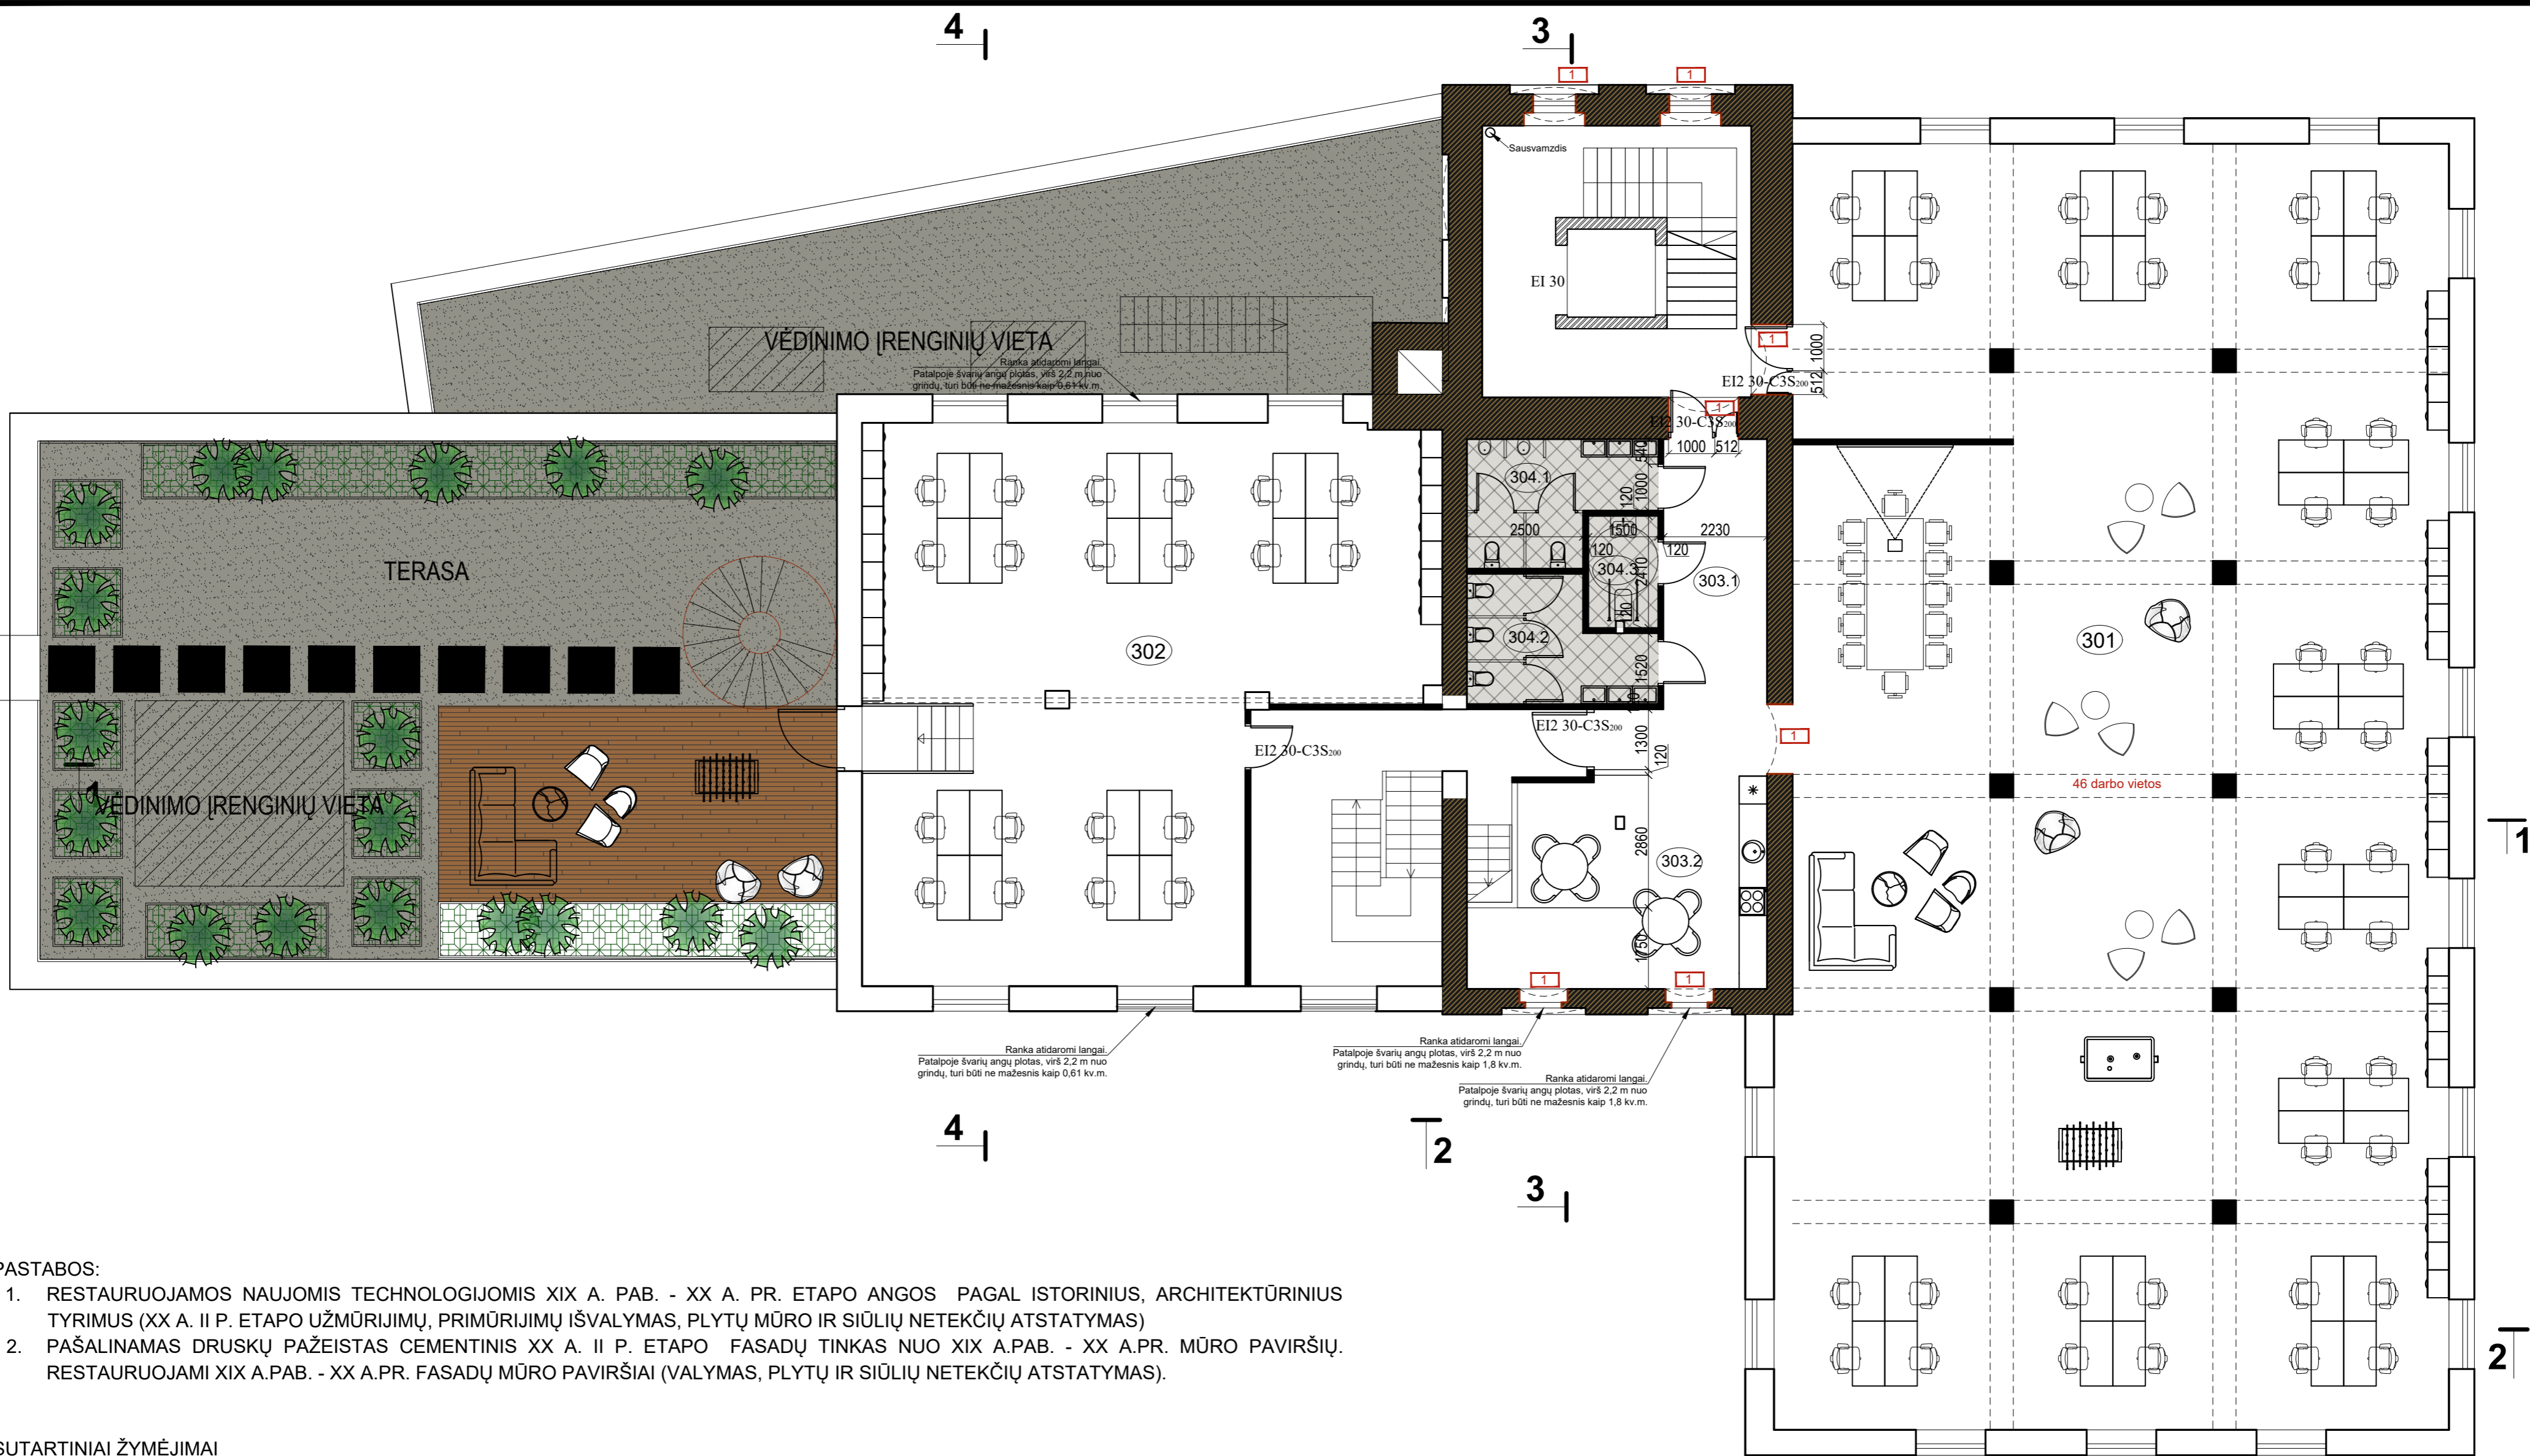 4
3
1
1
Sausvamzdis
EI 30
VĖDINIMO ĮRENGINIŲ VIETA
Ranka atidaromi langai.
Patalpoje švarių angų plotas, virš 2,2 m nuo
grindų, turi būti ne mažesnis kaip 0,61 kv.m.
1
1000
512
EI2 30-C3S200
1
EI2 30-C3S200
1000
512
540
304.1
1000
120
2500
1500
2230
120
120
TERASA
304.3
2410
303.1
120
304.2
302
301
1520
120
EI2 30-C3S200
EI2 30-C3S200
1300
120
1
46 darbo vietos
1
VĖDINIMO ĮRENGINIŲ VIETA
2860
303.2
1
1750
1
1
Ranka atidaromi langai.
Patalpoje švarių angų plotas, virš 2,2 m nuo
grindų, turi būti ne mažesnis kaip 0,61 kv.m.
Ranka atidaromi langai.
Patalpoje švarių angų plotas, virš 2,2 m nuo
grindų, turi būti ne mažesnis kaip 1,8 kv.m.
Ranka atidaromi langai.
Patalpoje švarių angų plotas, virš 2,2 m nuo
grindų, turi būti ne mažesnis kaip 1,8 kv.m.
4
2
3
PASTABOS:
1. RESTAURUOJAMOS NAUJOMIS TECHNOLOGIJOMIS XIX A. PAB. - XX A. PR. ETAPO ANGOS PAGAL ISTORINIUS, ARCHITEKTŪRINIUS
TYRIMUS (XX A. II P. ETAPO UŽMŪRIJIMŲ, PRIMŪRIJIMŲ IŠVALYMAS, PLYTŲ MŪRO IR SIŪLIŲ NETEKČIŲ ATSTATYMAS)
2. PAŠALINAMAS DRUSKŲ PAŽEISTAS CEMENTINIS XX A. II P. ETAPO FASADŲ TINKAS NUO XIX A.PAB. - XX A.PR. MŪRO PAVIRŠIŲ.
RESTAURUOJAMI XIX A.PAB. - XX A.PR. FASADŲ MŪRO PAVIRŠIAI (VALYMAS, PLYTŲ IR SIŪLIŲ NETEKČIŲ ATSTATYMAS).
2
SUTARTINIAI ŽYMĖJIMAI